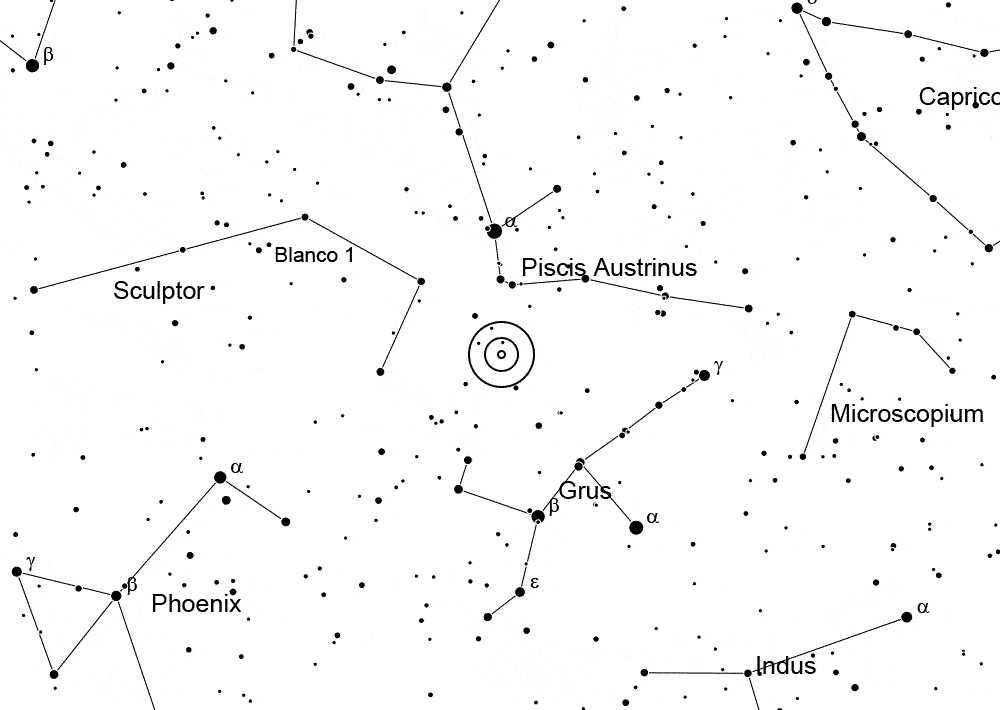 β
Caprico
α
Blanco 1
Piscis Austrinus
Sculptor
γ
Microscopium
α
Grus
β
α
γ
β
ε
Phoenix
α
Indus